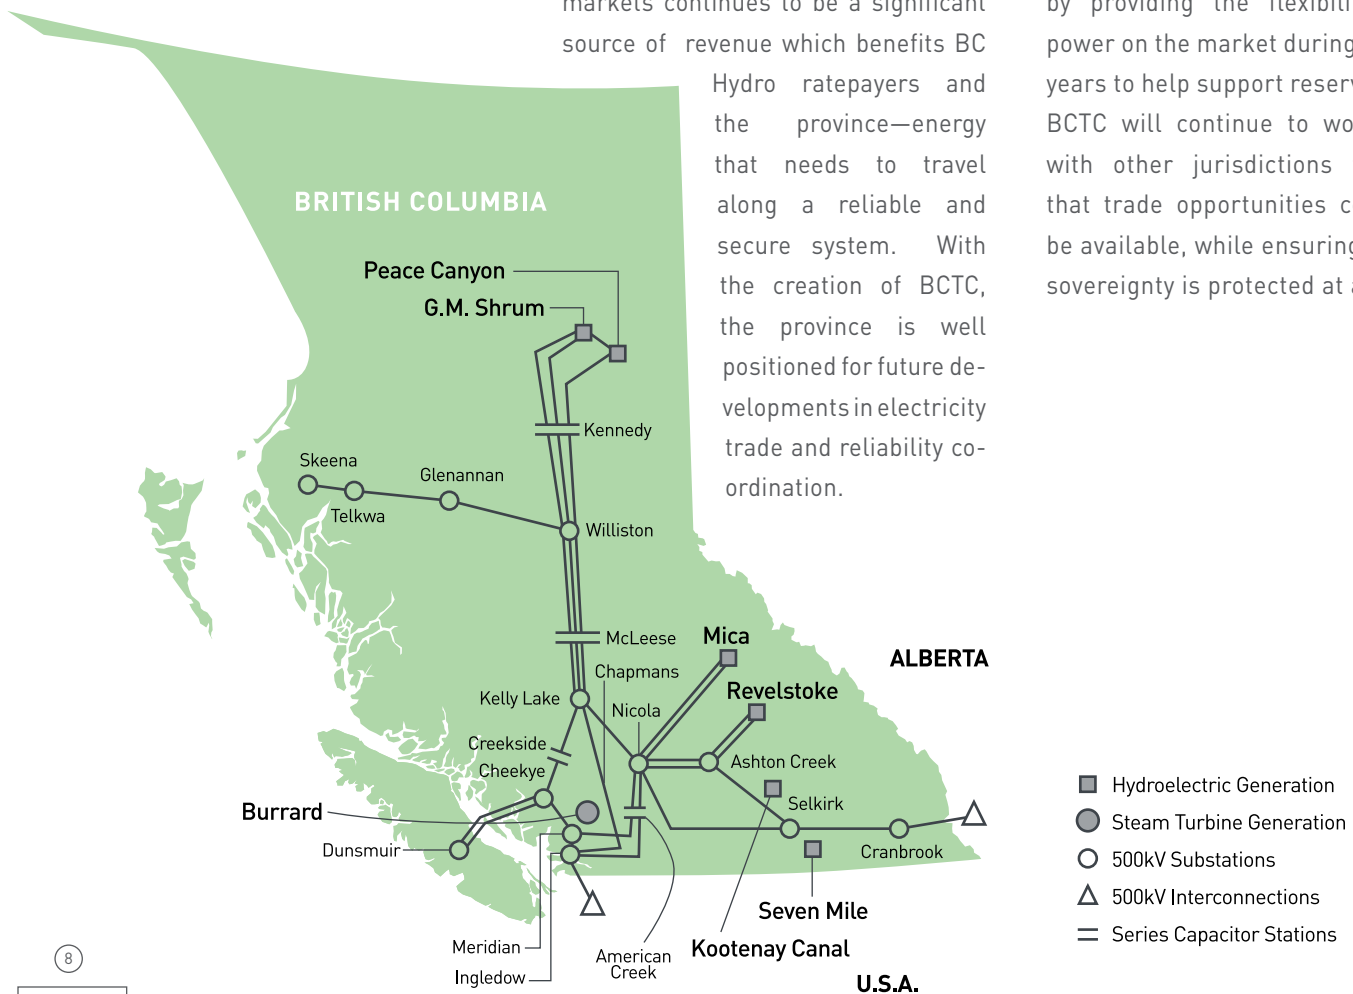 markets continues to be a significant
source of revenue which benefits BC
Hydro ratepayers and
the province—energy
that needs to travel
along a reliable and
secure system. With
the creation of BCTC,
the province is well
positioned for future de-
velopments in electricity
trade and reliability co-
ordination.
by providing the
power on the market during
years to help support
BCTC will continue to
with other jurisdictions
that trade opportunities
be available, while ensuring
sovereignty is protected at
BRITISH COLUMBIA
Peace Canyon
G.M. Shrum
Kennedy
Skeena
Glenannan
Telkwa
Williston
McLeese
Mica
Chapmans
ALBERTA
Revelstoke
Kelly Lake
Nicola
Creekside
Cheekye
Ashton Creek
Selkirk
Burrard
Dunsmuir
Cranbrook
Seven Mile
Meridian
American
Creek
Kootenay Canal
Ingledow
U.S.A.
Hydroelectric Generation
Steam Turbine Generation
500kV Substations
500kV Interconnections
Series Capacitor Stations
8